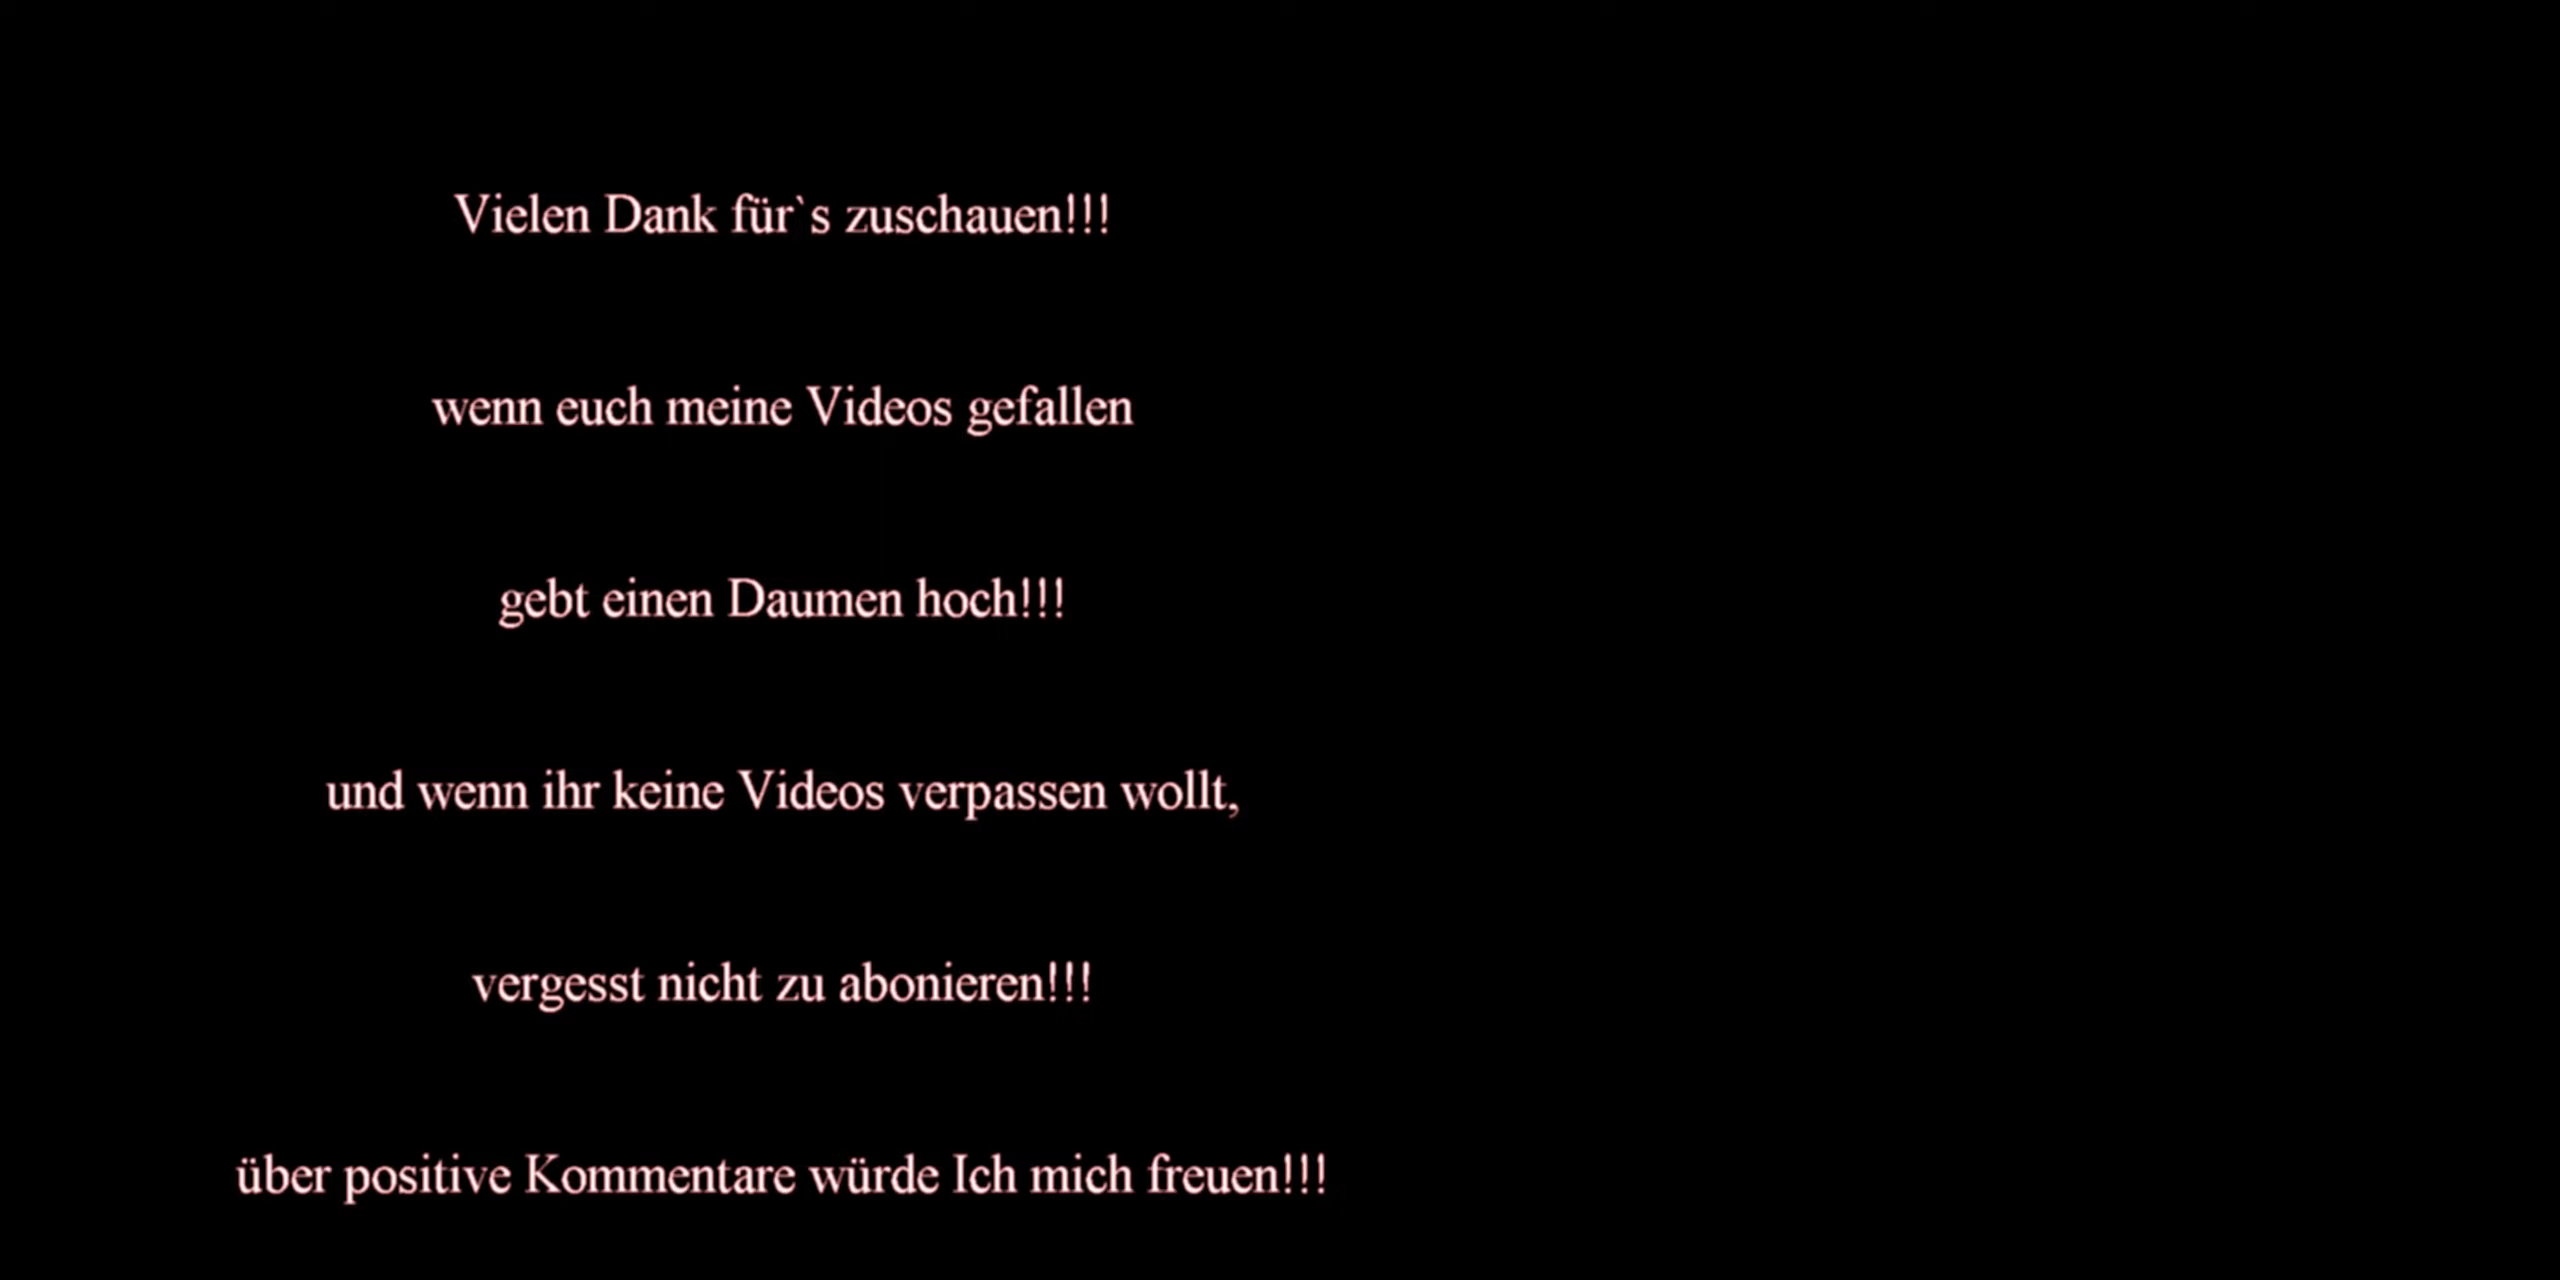 Vielen Dank für`s zuschauen!!!
wenn euch meine Videos gefallen
gebt einen Daumen hoch!!!
und wenn ihr keine Videos verpassen wollt,
vergesst nicht zu abonieren!!!
über positive Kommentare würde Ich mich freuen!!!